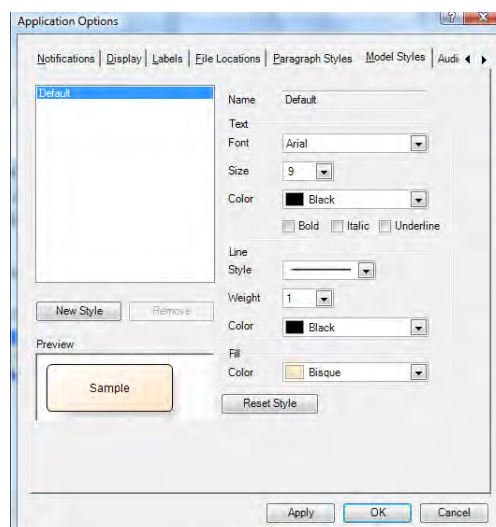 Application Options
Notifications Display Labels File Locations Paragraph Styles Model Styles Audi
Default
Name Default
Text
Font Arial
Size 9
Color Black
Bold Italic Underline
Line
Style
Weight 1
Color Black
Fill
Color Bisque
Reset Style
New Style Remove
Preview
Sample
Apply OK Cancel